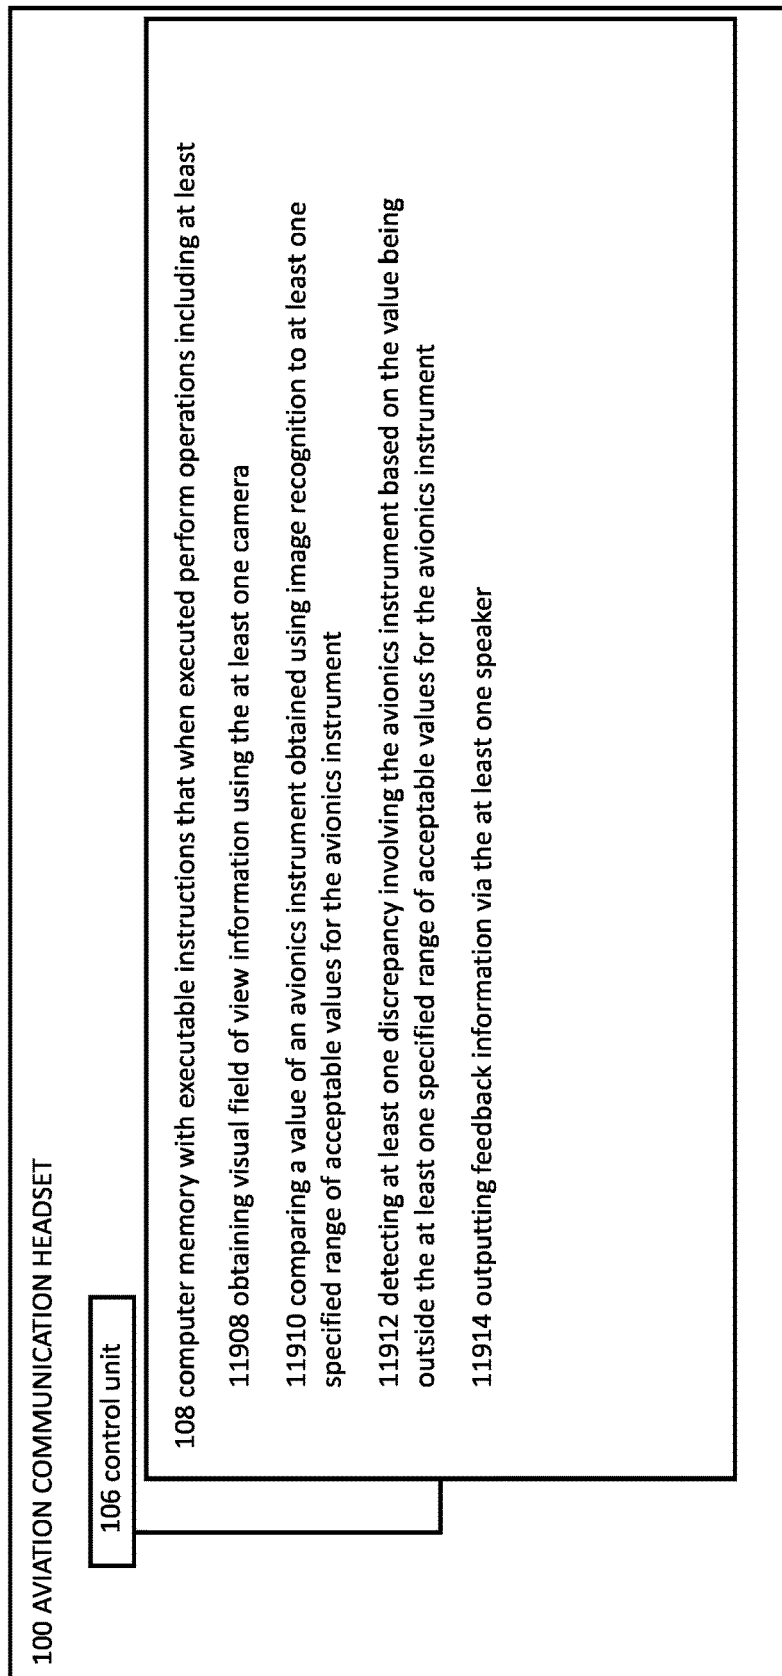 100 AVIATION COMMUNICATION HEADSET
106 control unit
108 computer memory with executable instructions that when executed perform operations including at least
11908 obtaining visual field of view information using the at least one camera
11910 comparing a value of an avionics instrument obtained using image recognition to at least one
specified range of acceptable values for the avionics instrument
11912 detecting at least one discrepancy involving the avionics instrument based on the value being
outside the at least one specified range of acceptable values for the avionics instrument
11914 outputting feedback information via the at least one speaker